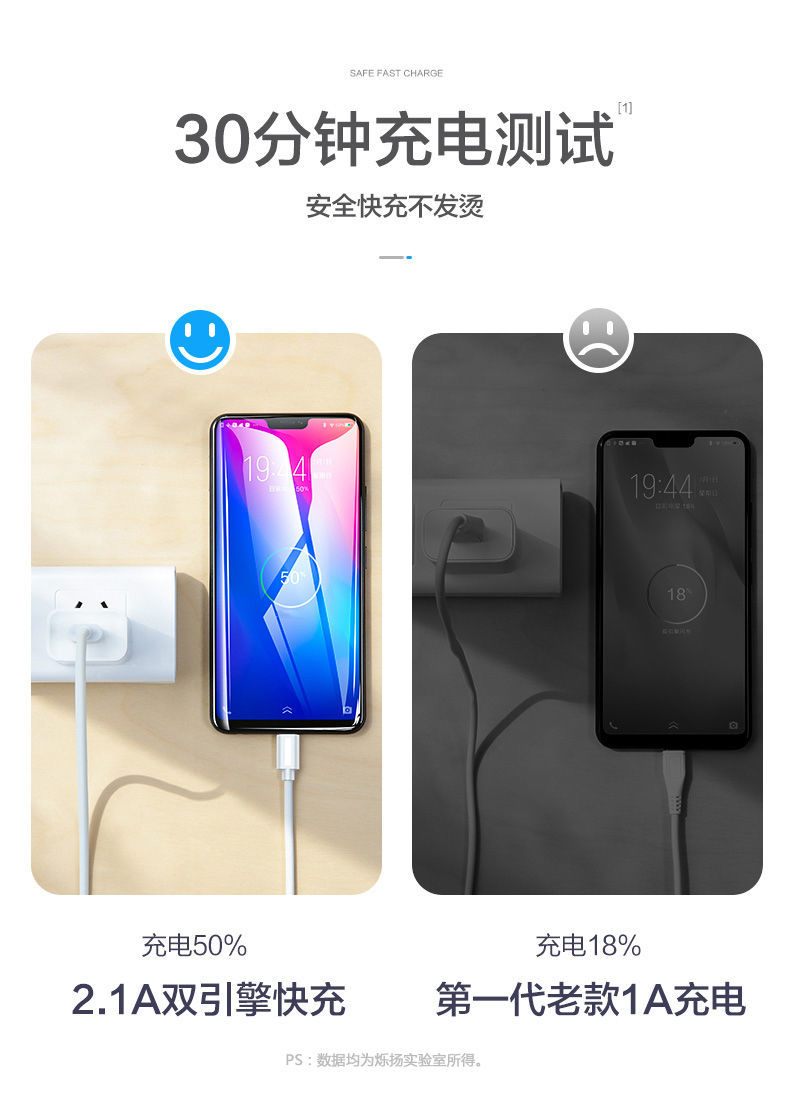 SAFE FAST CHARGE
30分钟充电测试[1]
安全快充不发烫
19:44
50%
50%
19:44
18%
18%
充电50%
2.1A双引擎快充
充电18%
第一代老款1A充电
PS：数据均为烁扬实验室所得。